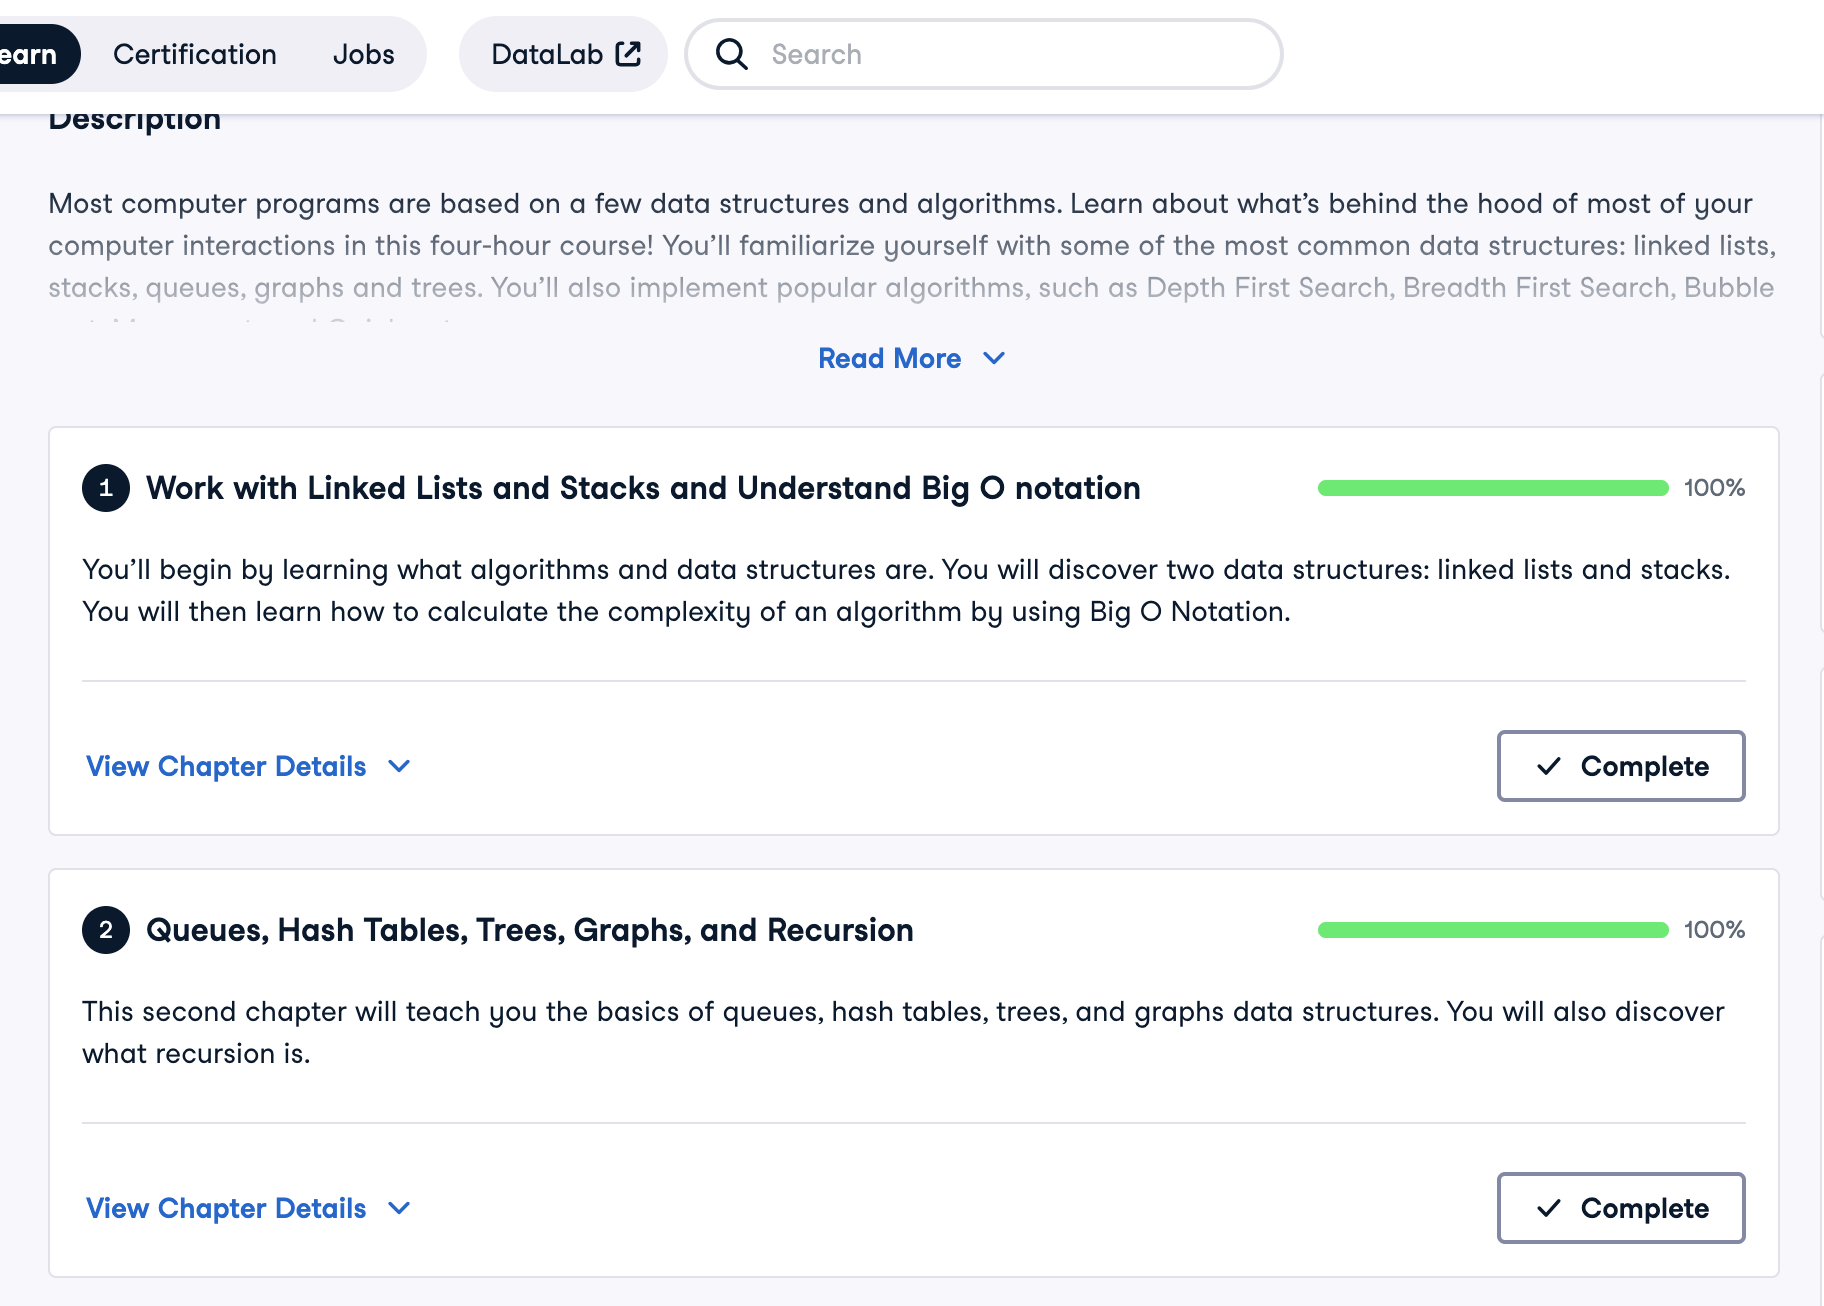 earn
Certification
Jobs
DataLab
Search
Description
Most computer programs are based on a few data structures and algorithms. Learn about what’s behind the hood of most of your
computer interactions in this four-hour course! You’ll familiarize yourself with some of the most common data structures: linked lists,
stacks, queues, graphs and trees. You’ll also implement popular algorithms, such as Depth First Search, Breadth First Search, Bubble
Read More
1 Work with Linked Lists and Stacks and Understand Big O notation 100%
You’ll begin by learning what algorithms and data structures are. You will discover two data structures: linked lists and stacks.
You will then learn how to calculate the complexity of an algorithm by using Big O Notation.
View Chapter Details
Complete
2 Queues, Hash Tables, Trees, Graphs, and Recursion 100%
This second chapter will teach you the basics of queues, hash tables, trees, and graphs data structures. You will also discover
what recursion is.
View Chapter Details
Complete